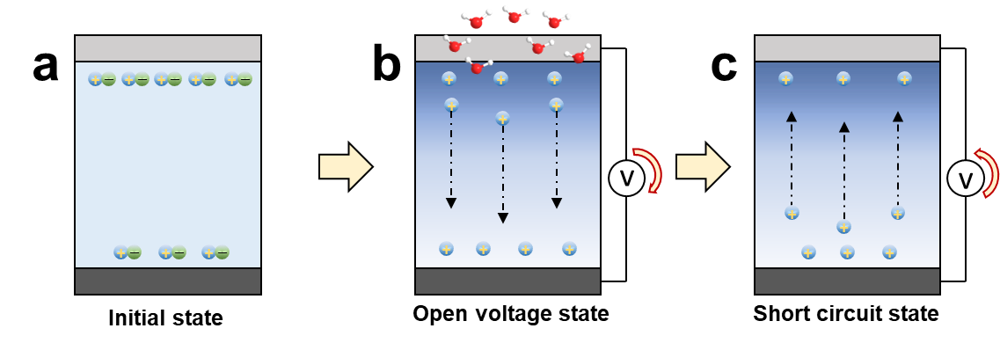 a
b
c
V
V
Initial state
Open voltage state
Short circuit state